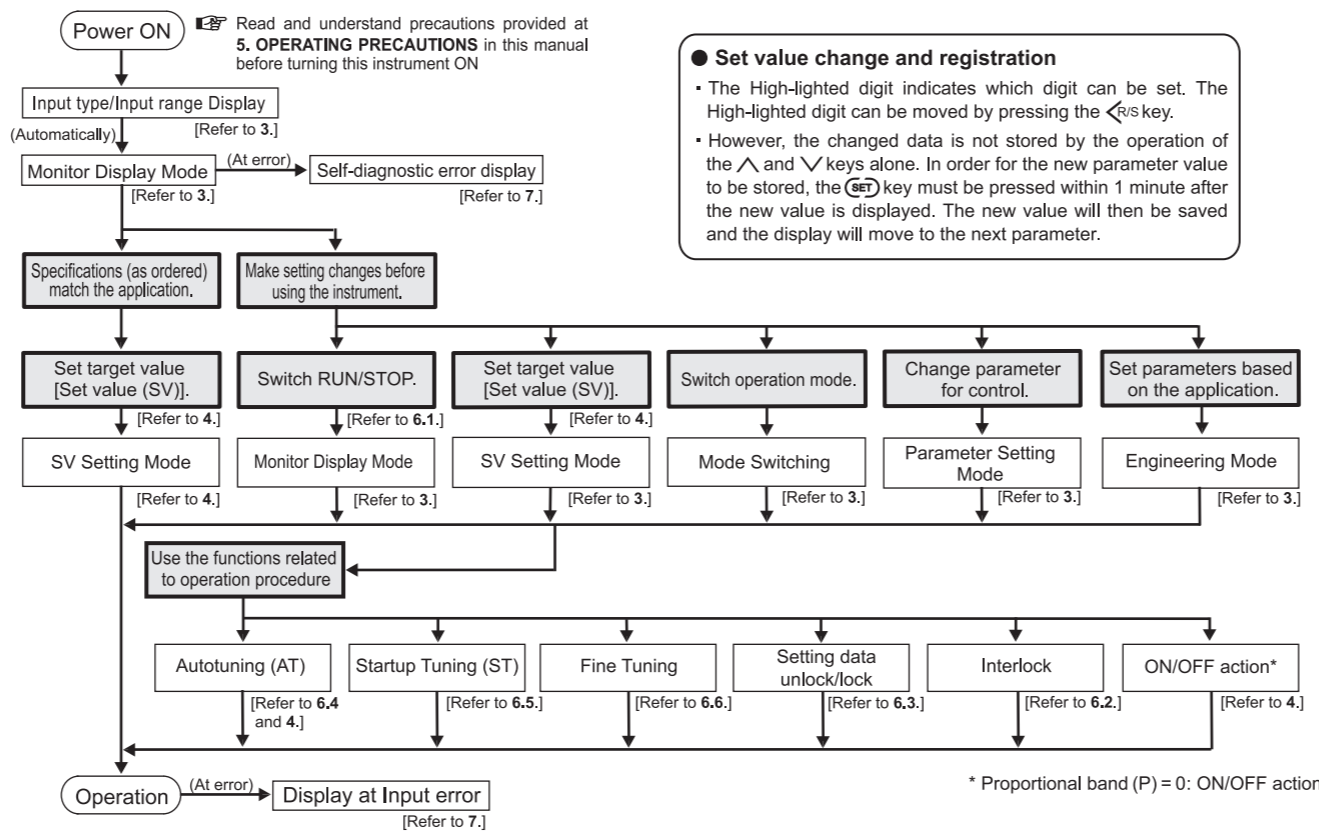 Power ON
☞ Read and understand precautions provided at
5. OPERATING PRECAUTIONS in this manual
before turning this instrument ON
● Set value change and registration
▪ The High-lighted digit indicates which digit can be set. The
High-lighted digit can be moved by pressing the <R/S key.
▪ However, the changed data is not stored by the operation of
the ∧ and ∨ keys alone. In order for the new parameter value
to be stored, the SET key must be pressed within 1 minute after
the new value is displayed. The new value will then be saved
and the display will move to the next parameter.
Input type/Input range Display
[Refer to 3.]
(Automatically)
Monitor Display Mode
[Refer to 3.]
(At error)
Self-diagnostic error display
[Refer to 7.]
Specifications (as ordered)
match the application.
Make setting changes before
using the instrument.
Set target value
[Set value (SV)].
[Refer to 4.]
Switch RUN/STOP.
[Refer to 6.1.]
Set target value
[Set value (SV)].
[Refer to 4.]
Switch operation mode.
Change parameter
for control.
Set parameters based
on the application.
SV Setting Mode
[Refer to 4.]
Monitor Display Mode
[Refer to 3.]
SV Setting Mode
[Refer to 3.]
Mode Switching
[Refer to 3.]
Parameter Setting
Mode
[Refer to 3.]
Engineering Mode
[Refer to 3.]
Use the functions related
to operation procedure
Autotuning (AT)
[Refer to 6.4
and 4.]
Startup Tuning (ST)
[Refer to 6.5.]
Fine Tuning
[Refer to 6.6.]
Setting data
unlock/lock
[Refer to 6.3.]
Interlock
[Refer to 6.2.]
ON/OFF action*
[Refer to 4.]
Operation
(At error)
Display at Input error
[Refer to 7.]
* Proportional band (P) = 0: ON/OFF action